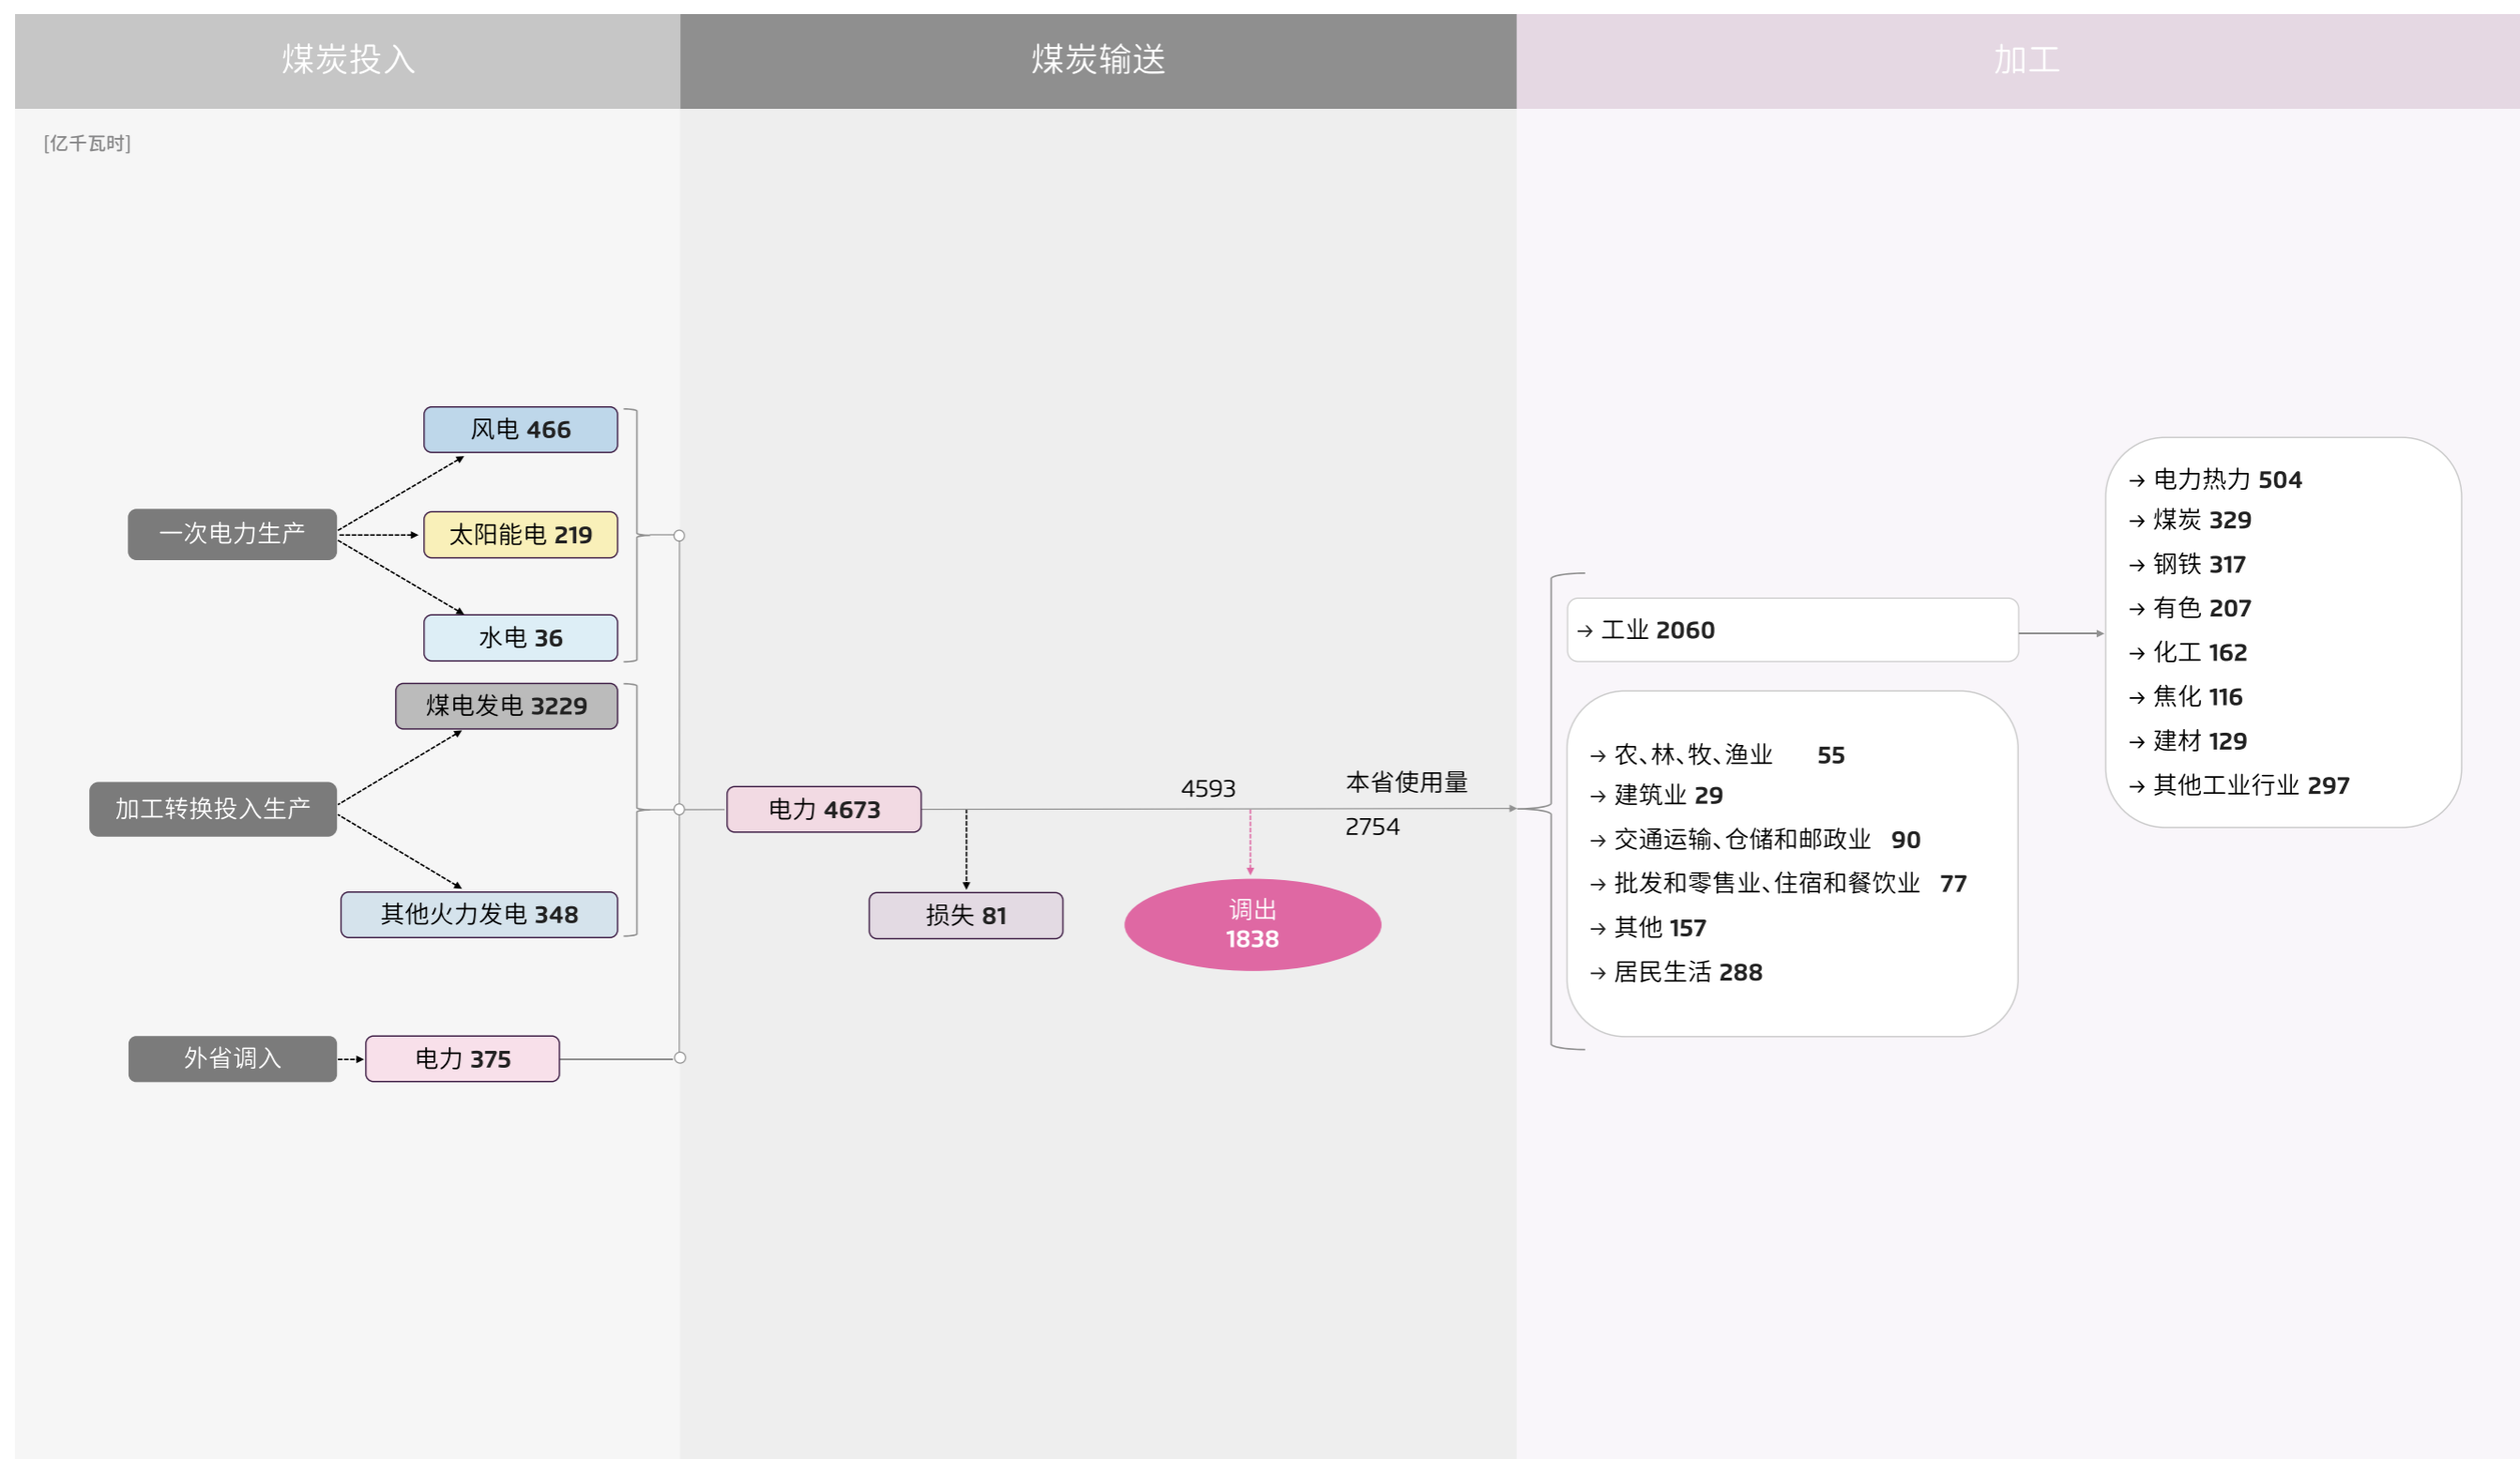 煤炭投入
煤炭输送
加工
[亿千瓦时]
一次电力生产
风电 466
太阳能电 219
水电 36
加工转换投入生产
煤电发电 3229
其他火力发电 348
外省调入
电力 375
电力 4673
损失 81
4593
调出
1838
本省使用量
2754
→ 工业 2060
→ 农、林、牧、渔业 55
→ 建筑业 29
→ 交通运输、仓储和邮政业 90
→ 批发和零售业、住宿和餐饮业 77
→ 其他 157
→ 居民生活 288
→ 电力热力 504
→ 煤炭 329
→ 钢铁 317
→ 有色 207
→ 化工 162
→ 焦化 116
→ 建材 129
→ 其他工业行业 297